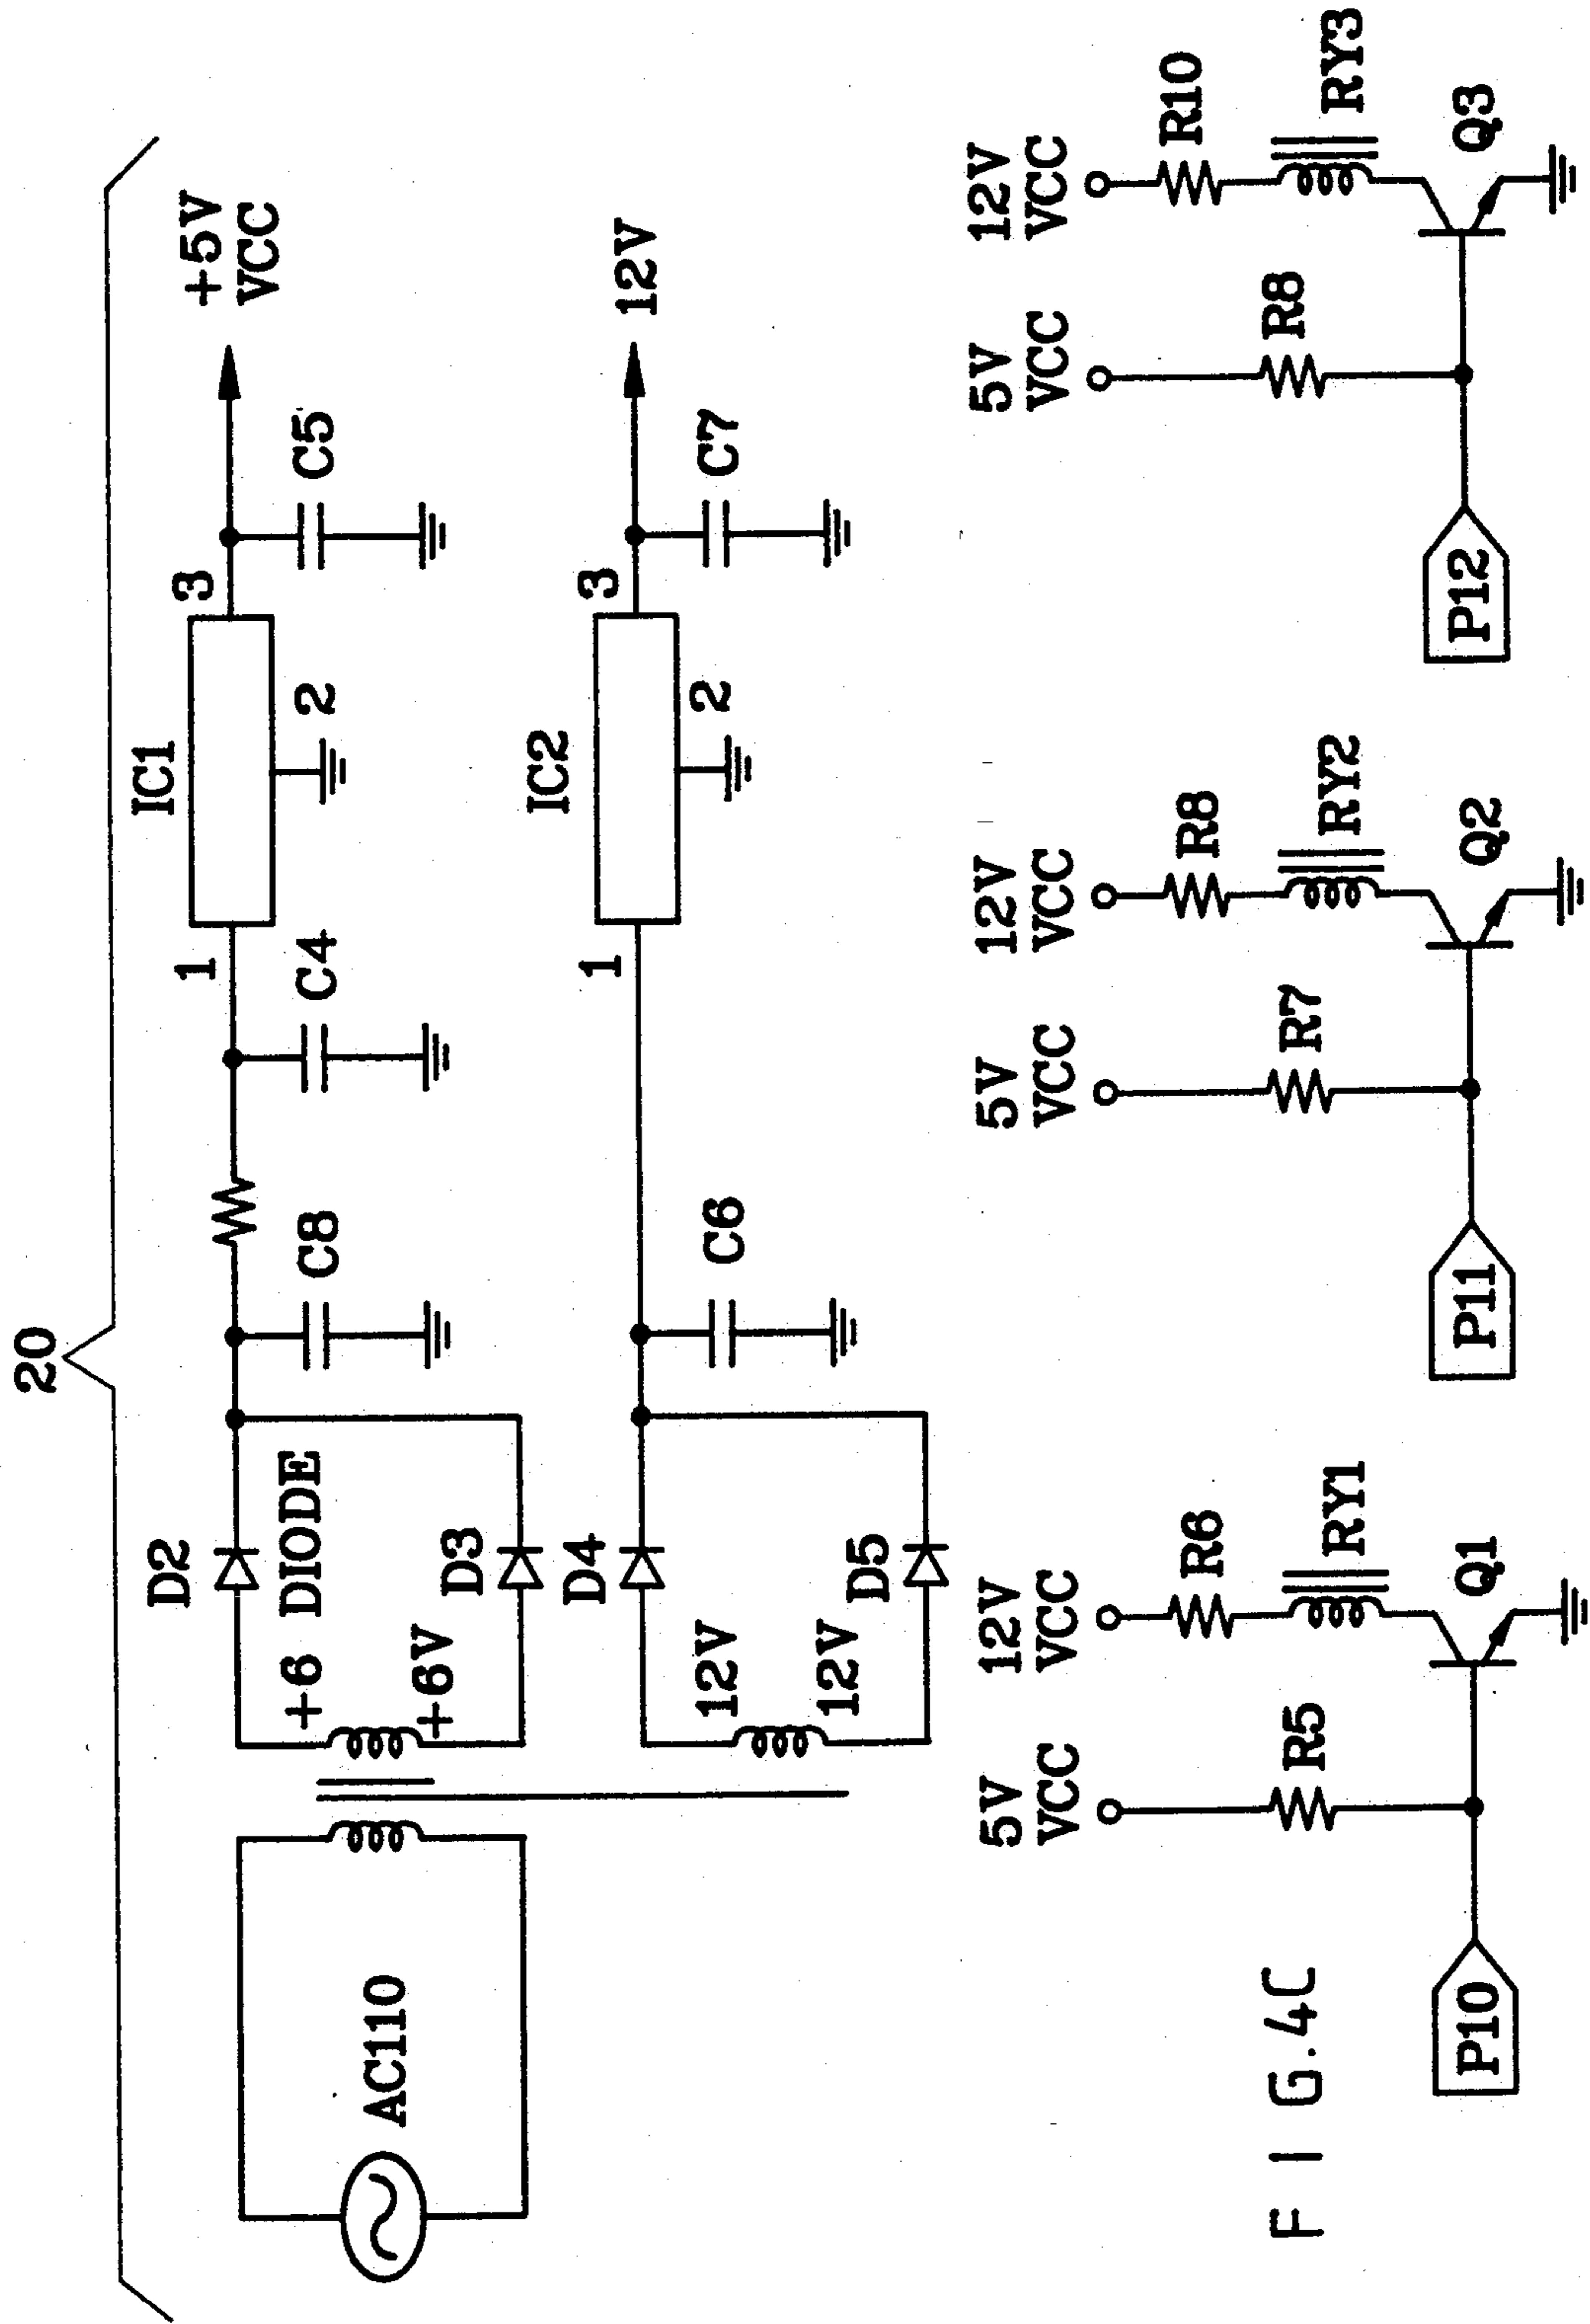 20
AC110
+6 DIODE
+6V
D2
D3
C8
C4
1
IC1
2
3
C5
+5V
VCC
12V
12V
D4
D5
C6
1
IC2
2
3
C7
12V
5V
VCC
R5
12V
VCC
R6
RY1
Q1
P10
5V
VCC
R7
12V
VCC
R8
RY2
Q2
P11
5V
VCC
R8
12V
VCC
R10
RY3
Q3
P12
FIG.4C